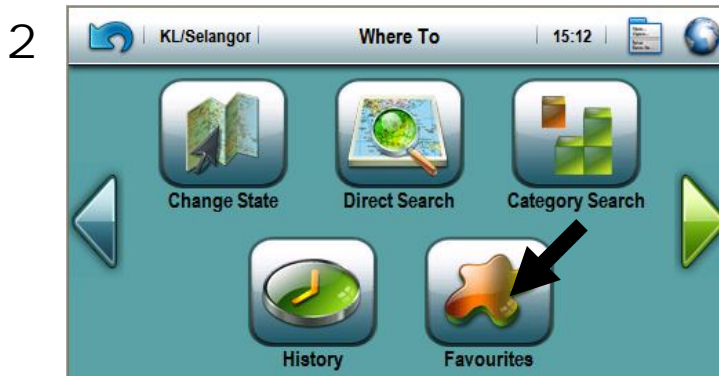 2
KL/Selangor Where To 15:12
Change State Direct Search Category Search
History Favourites